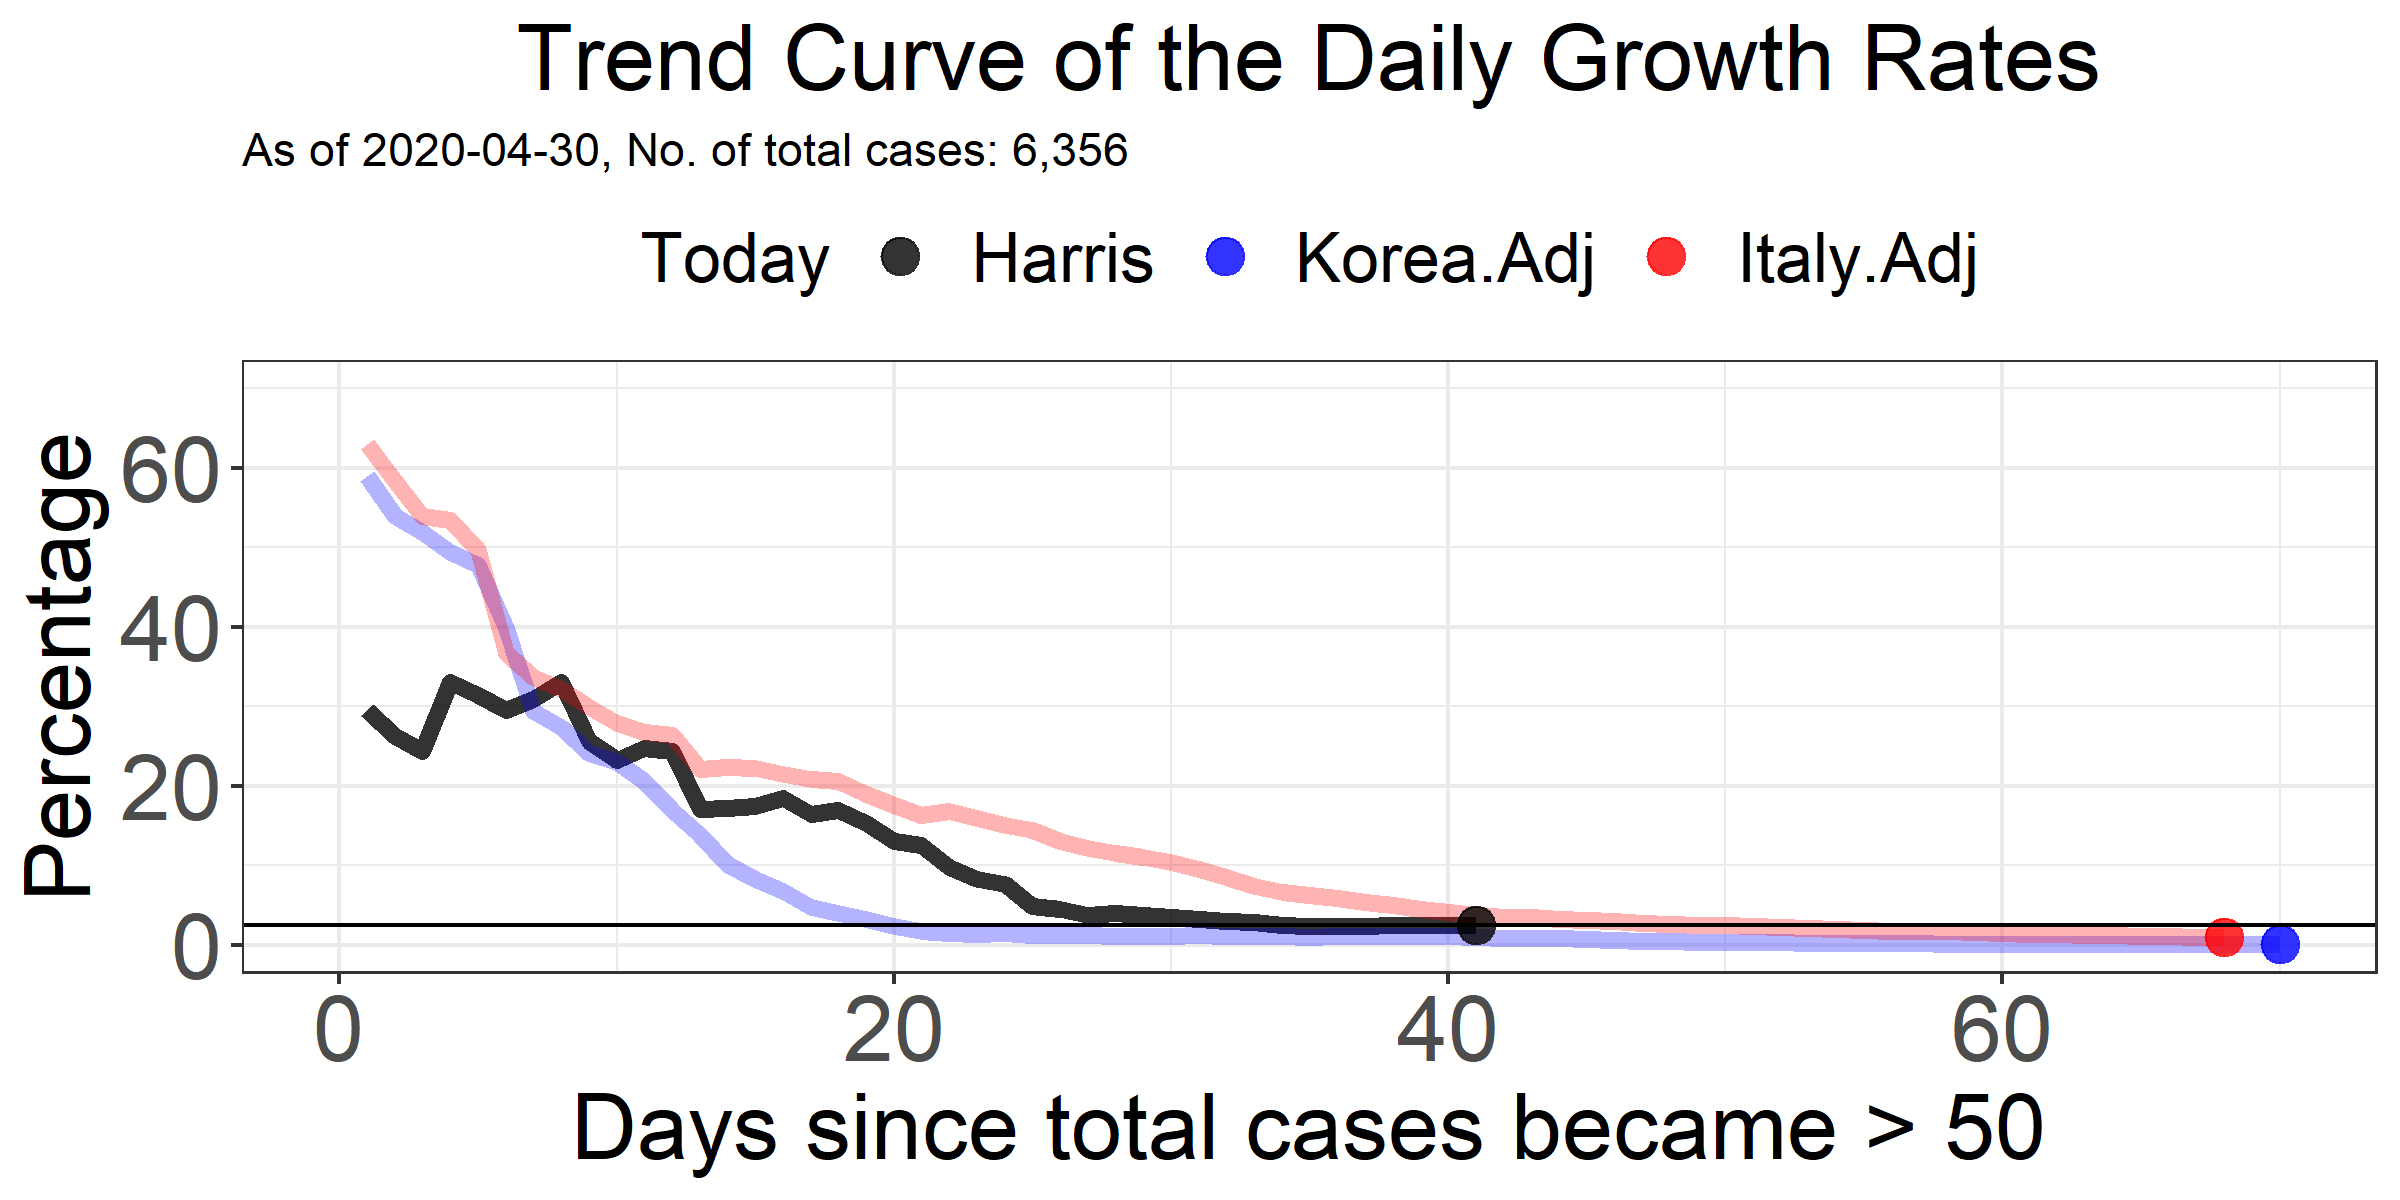 Trend Curve of the Daily Growth Rates
As of 2020-04-30, No. of total cases: 6,356
Today Harris Korea.Adj Italy.Adj
Percentage
60
40
20
0
0 20 40 60
Days since total cases became > 50